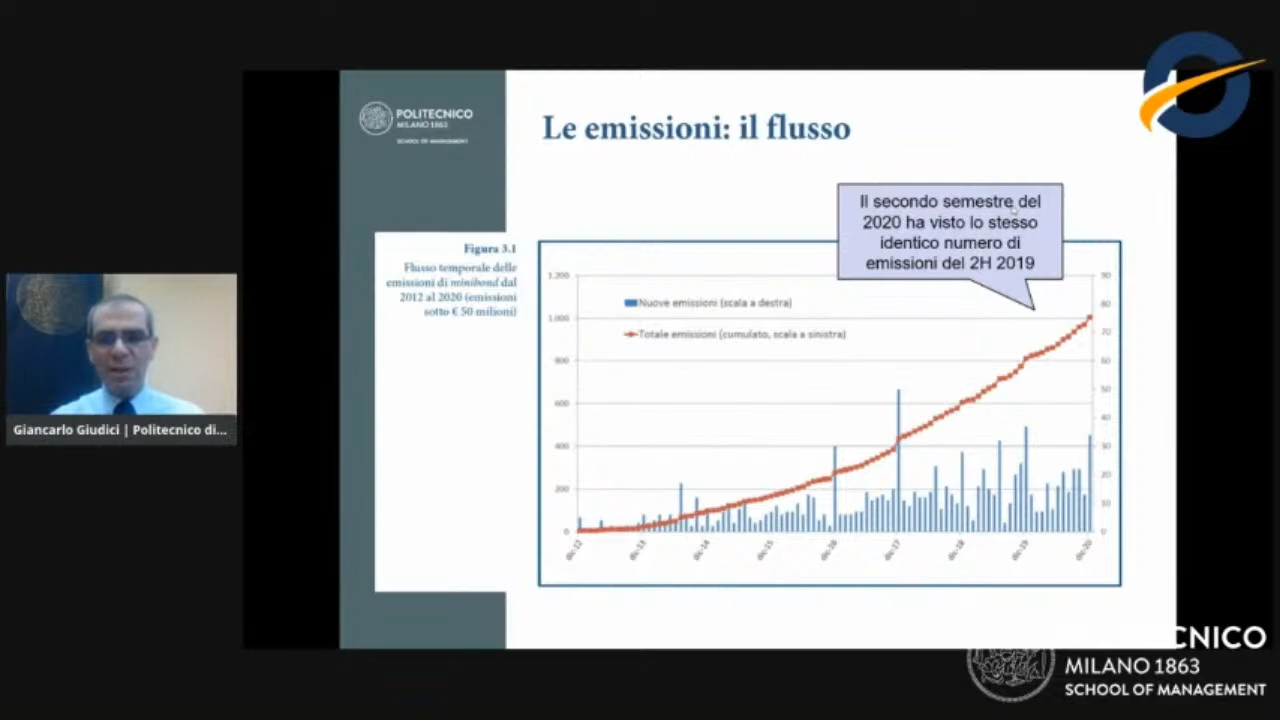 POLITECNICO
MILANO 1863
SCHOOL OF MANAGEMENT
Le emissioni: il flusso
Il secondo semestre del
2020 ha visto lo stesso
identico numero di
emissioni del 2H 2019
Figura 3.1
Flusso temporale delle
emissioni di minibond dal
2012 al 2020 (emissioni
sotto € 50 milioni)
Nuove emissioni (scala a destra)
Totale emissioni (cumulato, scala a sinistra)
1.200
1.000
800
600
400
200
0
90
80
70
60
50
40
30
20
10
0
dic-12
dic-13
dic-14
dic-15
dic-16
dic-17
dic-18
dic-19
dic-20
Giancarlo Giudici | Politecnico di...
CNICO
MILANO 1863
SCHOOL OF MANAGEMENT